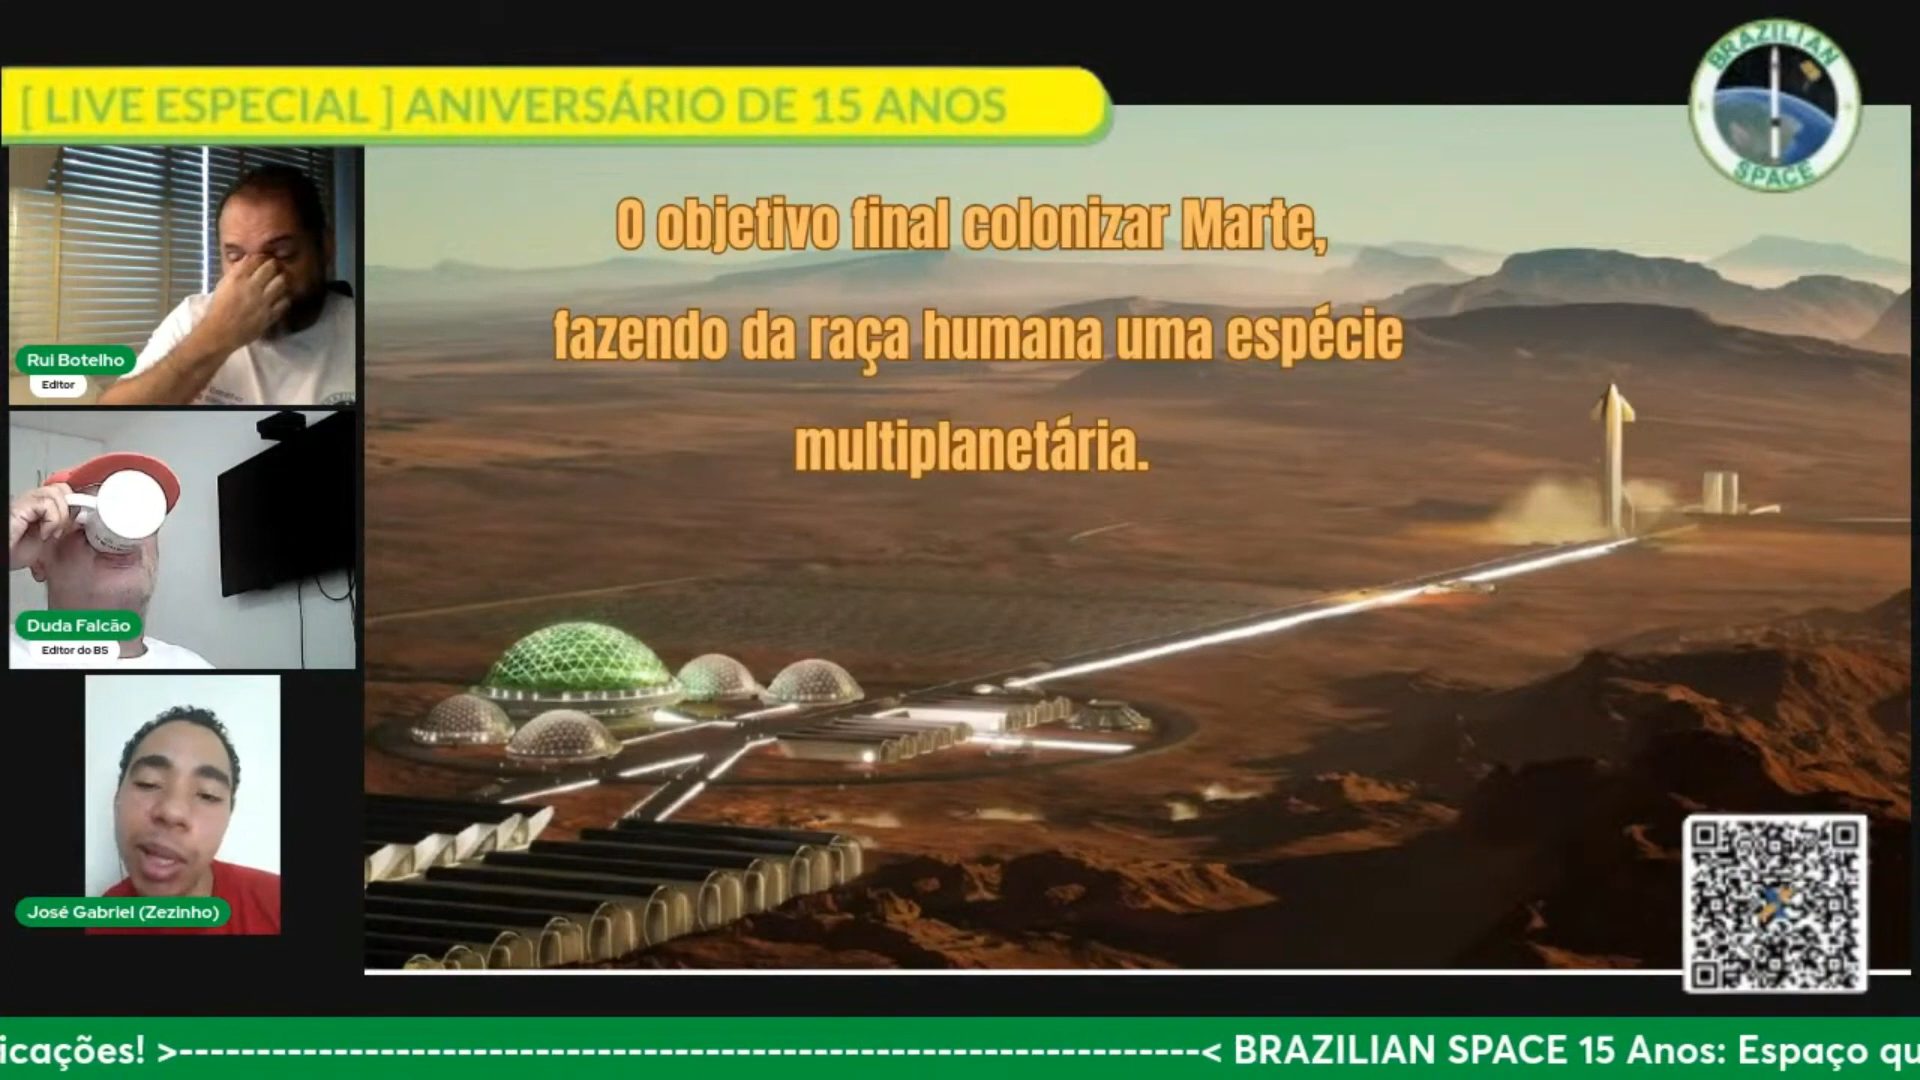 [ LIVE ESPECIAL ] ANIVERSÁRIO DE 15 ANOS
BRAZILIAN
SPACE
O objetivo final colonizar Marte,
fazendo da raça humana uma espécie
multiplanetária.
Rui Botelho
Editor
Duda Falcão
Editor do BS
José Gabriel (Zezinho)
icações! >------------------------------------------------------------------< BRAZILIAN SPACE 15 Anos: Espaço qu